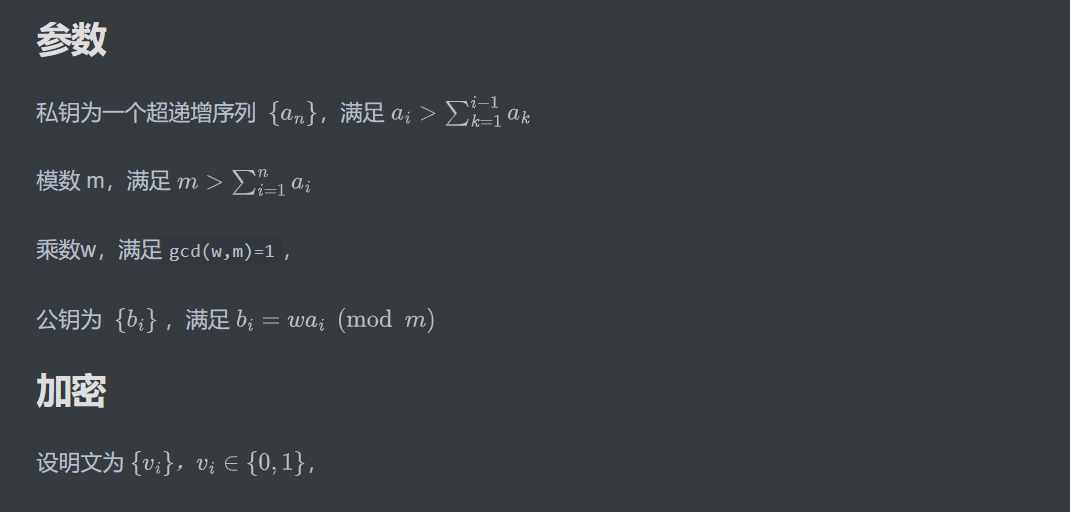 参数
私钥为一个超递增序列 $\{a_n\}$，满足 $a_i > \sum_{k=1}^{i-1} a_k$
模数 m，满足 $m > \sum_{i=1}^{n} a_i$
乘数w，满足 gcd(w,m)=1，
公钥为 $\{b_i\}$ ，满足 $b_i = wa_i \pmod m$
加密
设明文为 $\{v_i\}$，$v_i \in \{0, 1\}$，